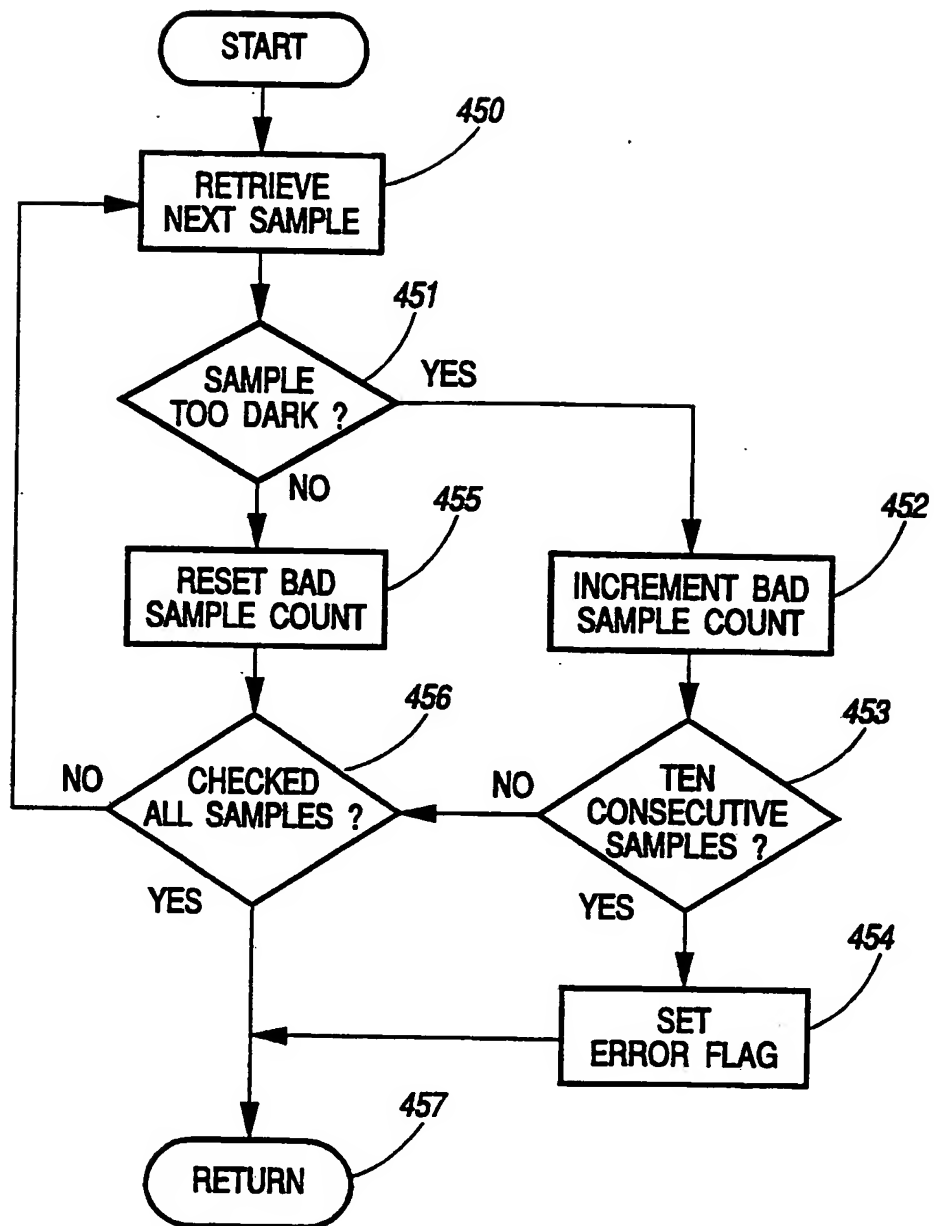 START
450
RETRIEVE
NEXT SAMPLE
451
SAMPLE
TOO DARK ?
YES
NO
455
RESET BAD
SAMPLE COUNT
452
INCREMENT BAD
SAMPLE COUNT
456
CHECKED
ALL SAMPLES ?
NO
YES
453
TEN
CONSECUTIVE
SAMPLES ?
NO
YES
454
SET
ERROR FLAG
457
RETURN